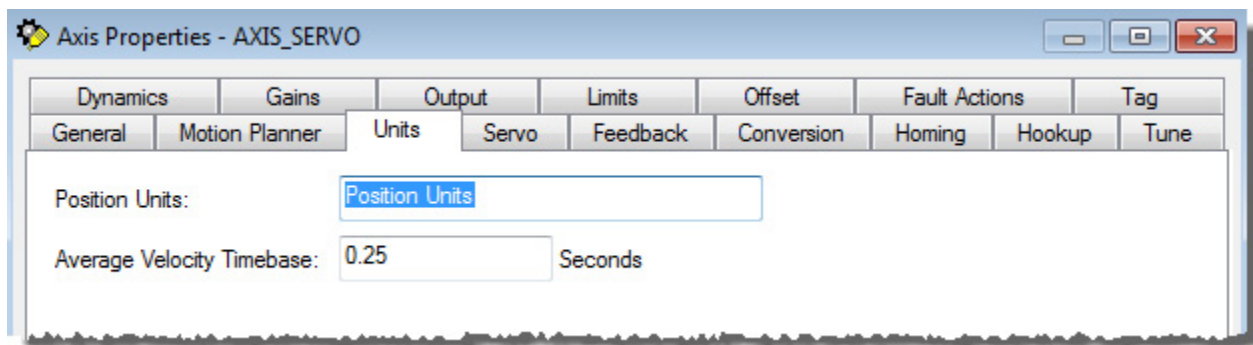 Axis Properties - AXIS_SERVO
Dynamics Gains Output Limits Offset Fault Actions Tag
General Motion Planner Units Servo Feedback Conversion Homing Hookup Tune
Position Units: Position Units
Average Velocity Timebase: 0.25 Seconds